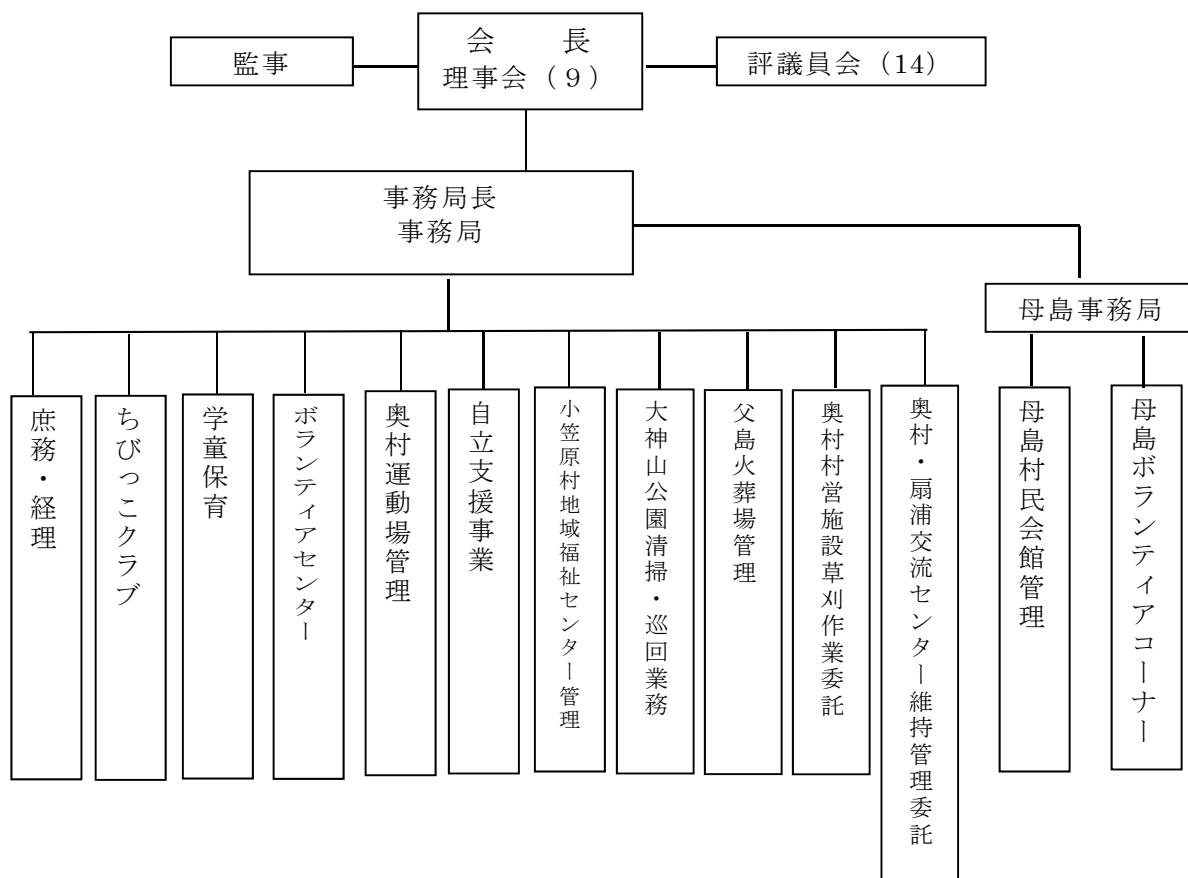 監事
会 長
理事会（９）
評議員会（14）
事務局長
事務局
母島事務局
庶務・経理
ちびっこクラブ
学童保育
ボランティアセンター
奥村運動場管理
自立支援事業
小笠原村地域福祉センター管理
大神山公園清掃・巡回業務
父島火葬場管理
奥村村営施設草刈作業委託
奥村・扇浦交流センター維持管理委託
母島村民会館管理
母島ボランティアコーナー